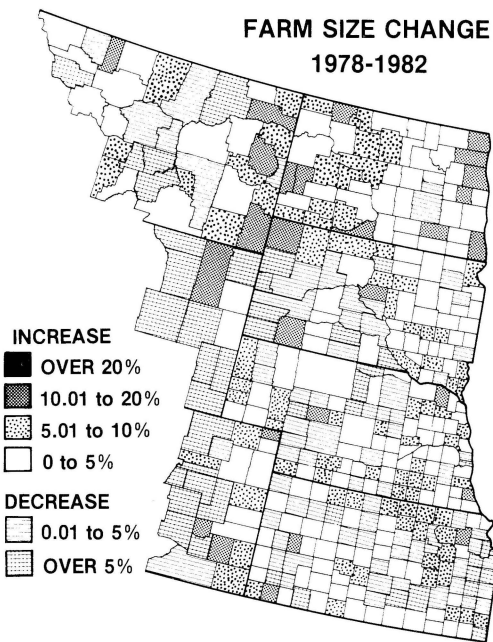 FARM SIZE CHANGE
1978-1982
INCREASE
OVER 20%
10.01 to 20%
5.01 to 10%
0 to 5%
DECREASE
0.01 to 5%
OVER 5%